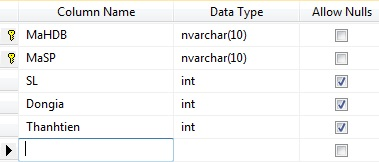 Column Name Data Type Allow Nulls
MaHDB nvarchar(10)
MaSP nvarchar(10)
SL int
Dongia int
Thanhtien int